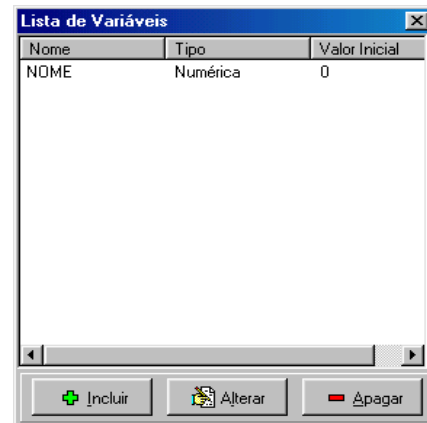 Lista de Variáveis
Nome Tipo Valor Inicial
NOME Numérica 0
Incluir Alterar Apagar